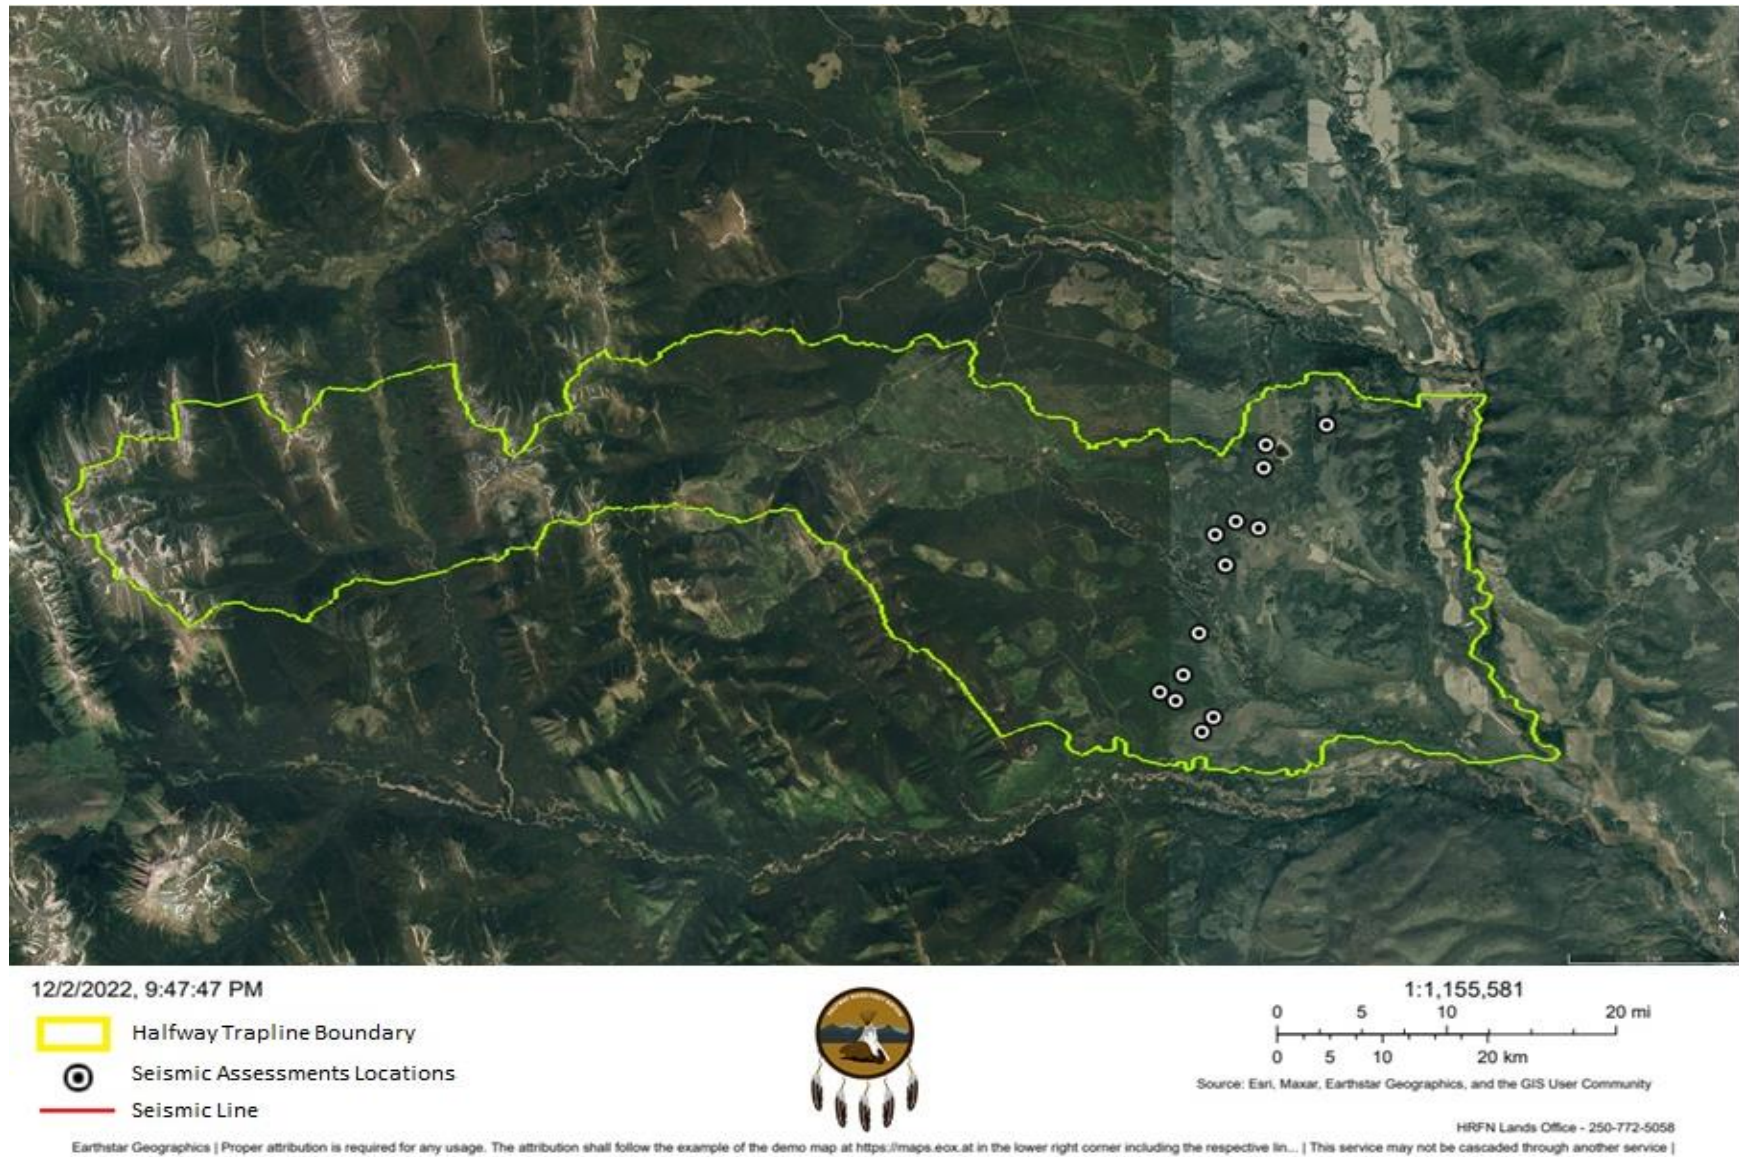 N
12/2/2022, 9:47:47 PM
Halfway Trapline Boundary
Seismic Assessments Locations
Seismic Line
1:1,155,581
0 5 10 20 mi
0 5 10 20 km
Source: Esri, Maxar, Earthstar Geographics, and the GIS User Community
HRFN Lands Office - 250-772-5058
Earthstar Geographics | Proper attribution is required for any usage. The attribution shall follow the example of the demo map at https://maps.eox.at in the lower right corner including the respective lin... | This service may not be cascaded through another service |